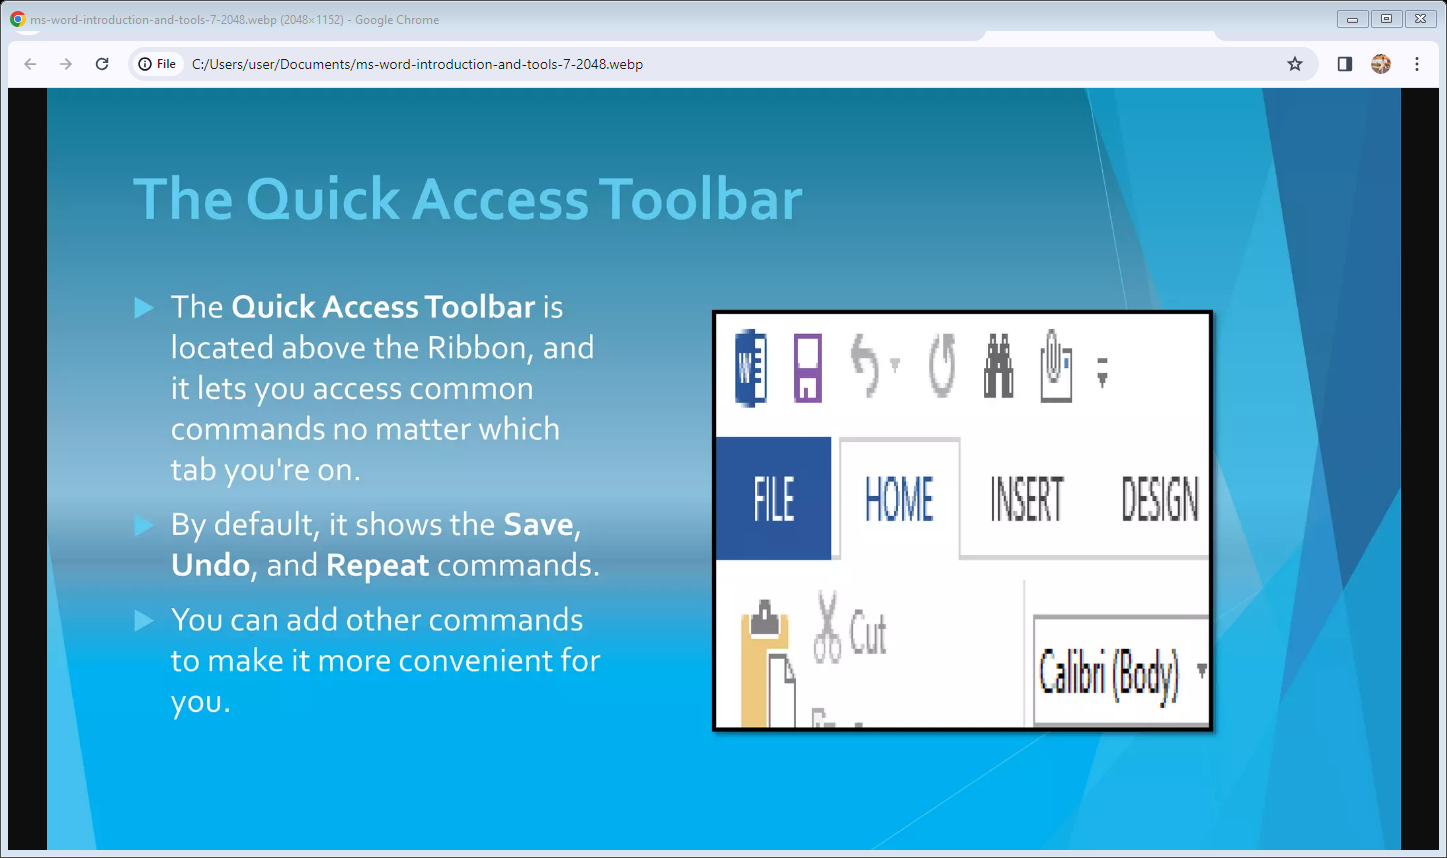 ms-word-introduction-and-tools-7-2048.webp (2048×1152) - Google Chrome
File
C:/Users/user/Documents/ms-word-introduction-and-tools-7-2048.webp
The Quick Access Toolbar
The Quick Access Toolbar is
located above the Ribbon, and
it lets you access common
commands no matter which
tab you're on.
By default, it shows the Save,
Undo, and Repeat commands.
You can add other commands
to make it more convenient for
you.
W
FILE HOME INSERT DESIGN
Cut
Calibri (Body)